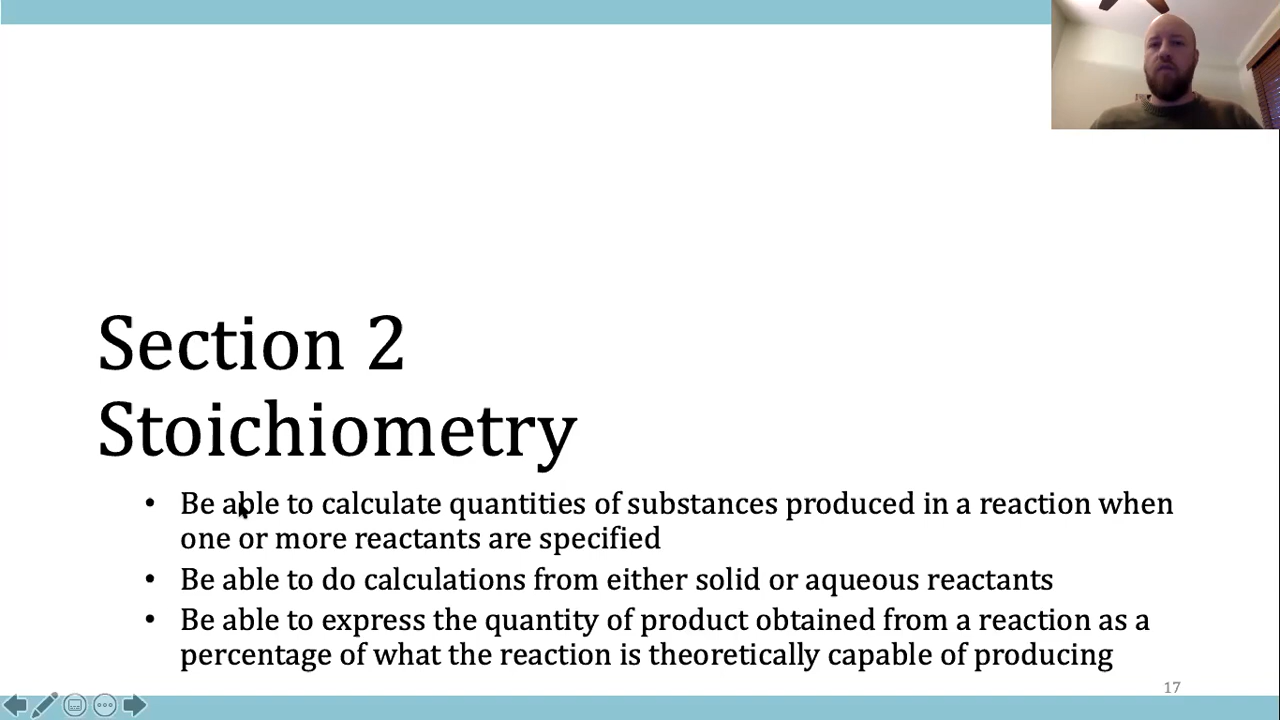 Section 2
Stoichiometry
• Be able to calculate quantities of substances produced in a reaction when
one or more reactants are specified
• Be able to do calculations from either solid or aqueous reactants
• Be able to express the quantity of product obtained from a reaction as a
percentage of what the reaction is theoretically capable of producing
17